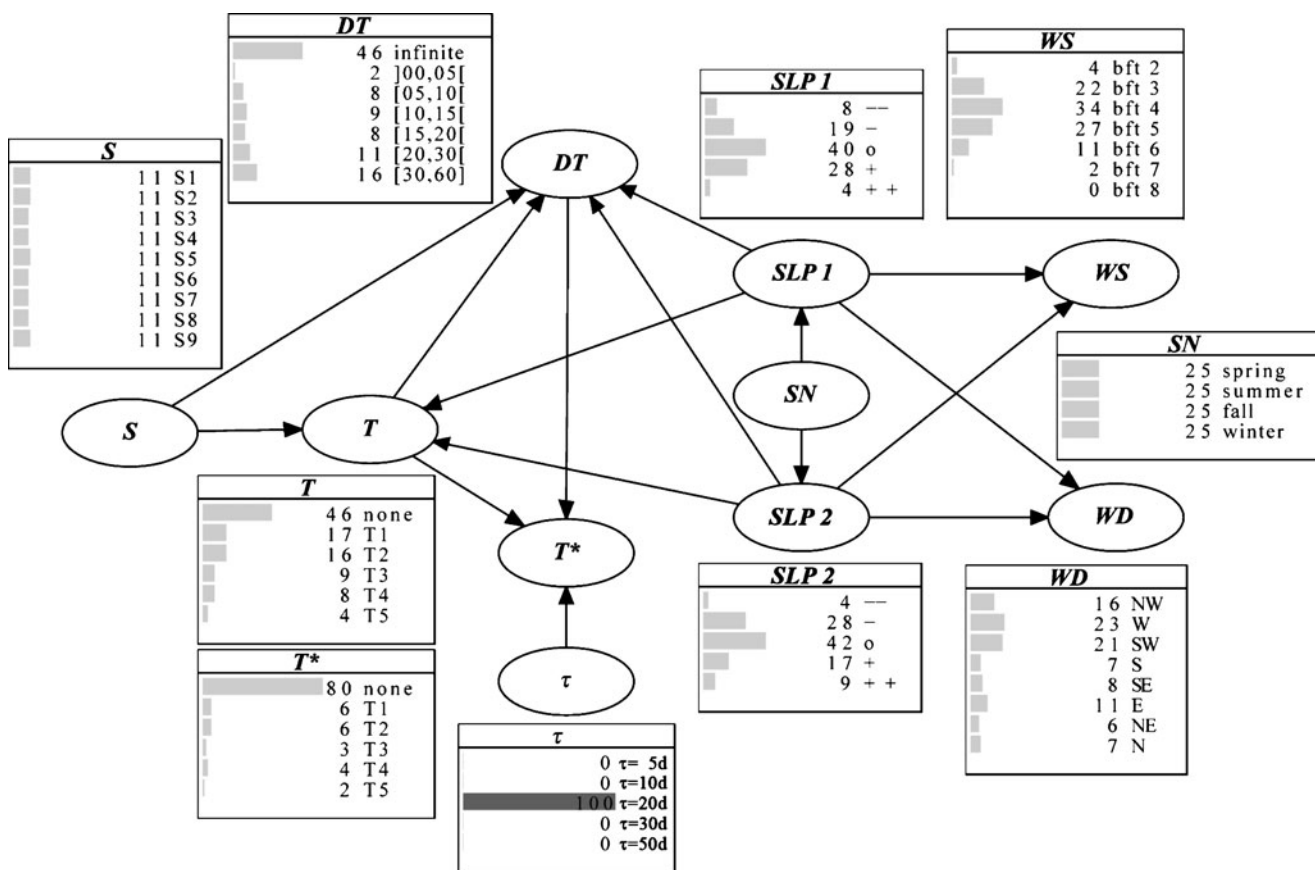 DT
46 infinite
2 ]00,05[
8 [05,10[
9 [10,15[
8 [15,20[
11 [20,30[
16 [30,60]
WS
4 bft 2
22 bft 3
34 bft 4
27 bft 5
11 bft 6
2 bft 7
0 bft 8
SLP 1
8 −−
19 −
40 o
28 +
4 + +
S
11 S1
11 S2
11 S3
11 S4
11 S5
11 S6
11 S7
11 S8
11 S9
DT
SLP 1
WS
SN
25 spring
25 summer
25 fall
25 winter
SN
S
T
SLP 2
WD
T*
T
46 none
17 T1
16 T2
9 T3
8 T4
4 T5
SLP 2
4 −−
28 −
42 o
17 +
9 + +
WD
16 NW
23 W
21 SW
7 S
8 SE
11 E
6 NE
7 N
T*
80 none
6 T1
6 T2
3 T3
4 T4
2 T5
τ
τ
0 τ= 5d
0 τ=10d
100 τ=20d
0 τ=30d
0 τ=50d